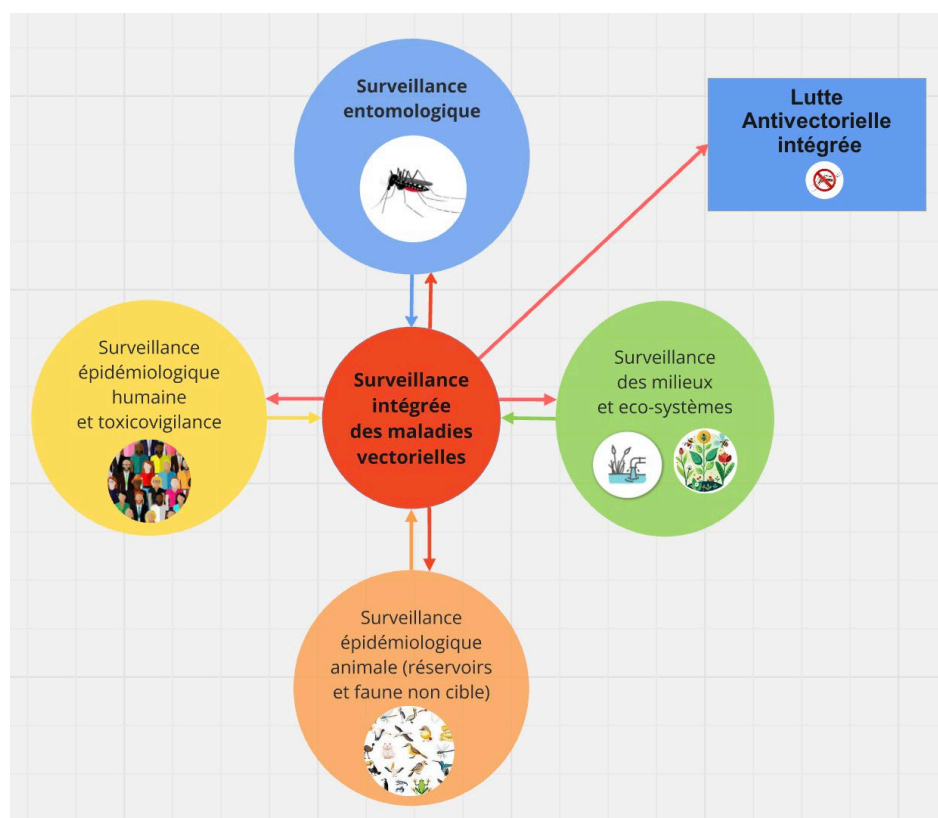 Surveillance
entomologique
Lutte
Antivectorielle
intégrée
Surveillance
épidémiologique
humaine
et toxicovigilance
Surveillance
intégrée
des maladies
vectorielles
Surveillance
des milieux
et eco-systèmes
Surveillance
épidémiologique
animale (réservoirs
et faune non cible)